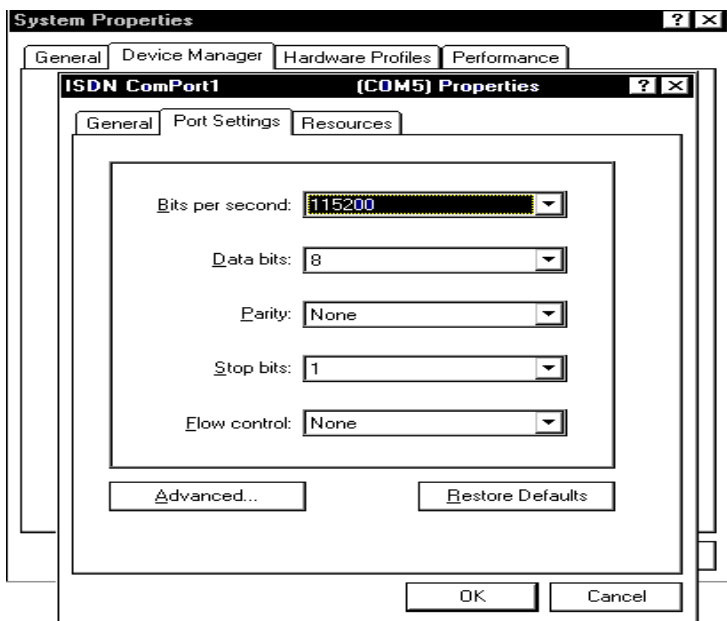 System Properties
General Device Manager Hardware Profiles Performance
ISDN ComPort1 (COM5) Properties
General Port Settings Resources
Bits per second: 115200
Data bits: 8
Parity: None
Stop bits: 1
Flow control: None
Advanced... Restore Defaults
OK Cancel